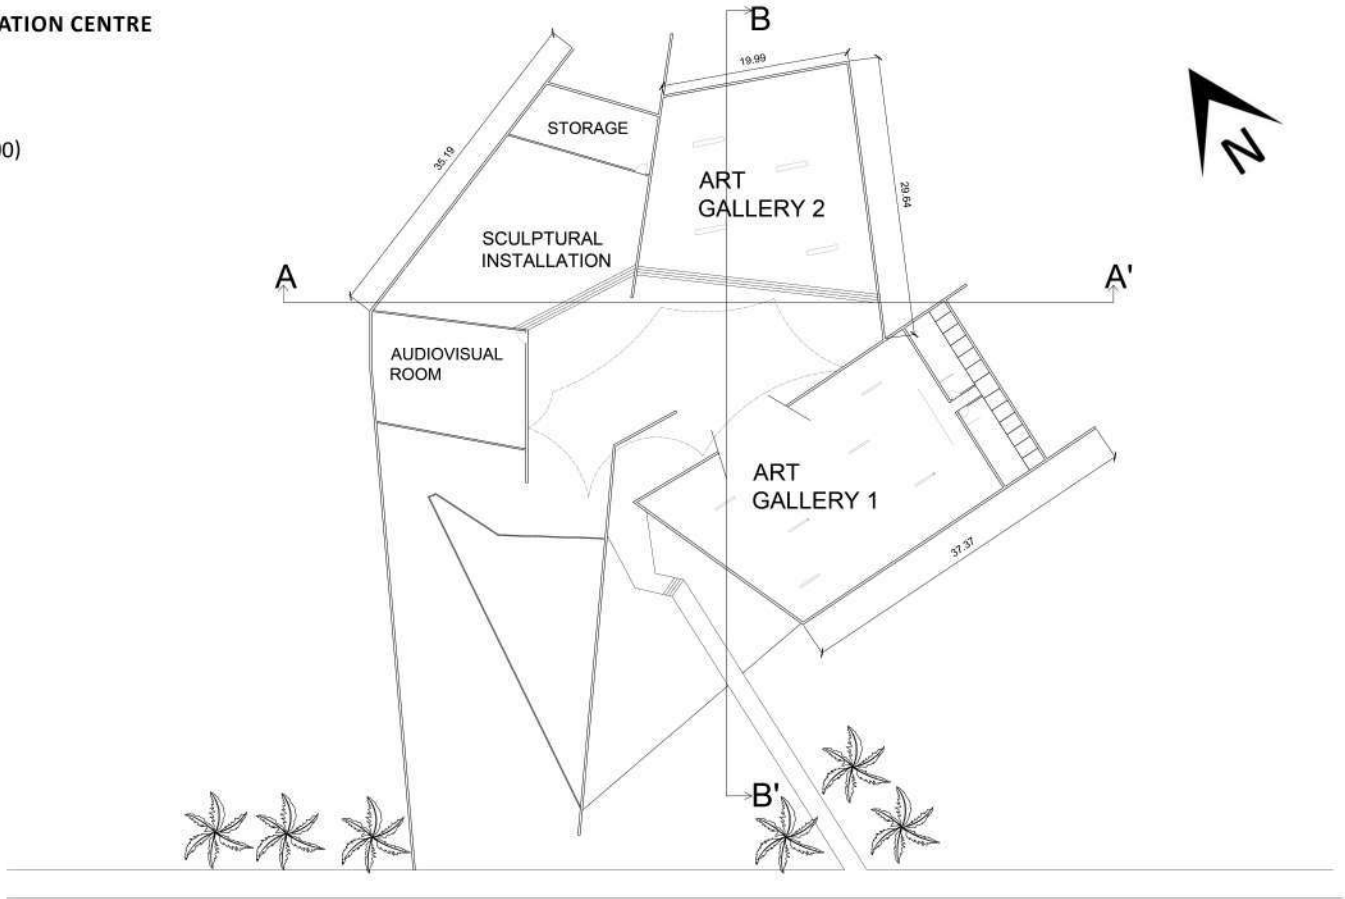 ATION CENTRE
00)
B
19.99
35.19
STORAGE
ART
GALLERY 2
29.64
N
SCULPTURAL
INSTALLATION
A
A'
AUDIOVISUAL
ROOM
ART
GALLERY 1
37.37
B'